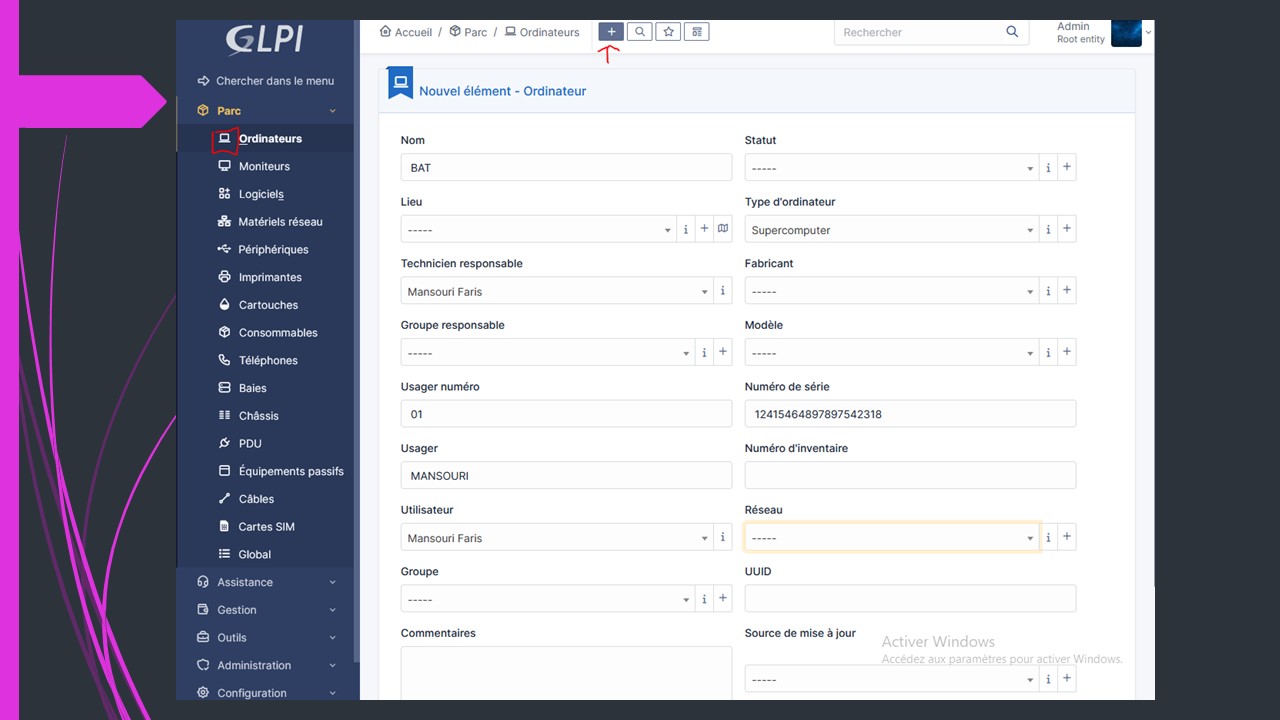 GLPI
Chercher dans le menu
Parc
Ordinateurs
Moniteurs
Logiciels
Matériels réseau
Périphériques
Imprimantes
Cartouches
Consommables
Téléphones
Baies
Châssis
PDU
Équipements passifs
Câbles
Cartes SIM
Global
Assistance
Gestion
Outils
Administration
Configuration
Accueil / Parc / Ordinateurs
Rechercher
Admin
Root entity
Nouvel élément - Ordinateur
Nom
BAT
Statut
-----
Lieu
-----
Type d'ordinateur
Supercomputer
Technicien responsable
Mansouri Faris
Fabricant
-----
Groupe responsable
-----
Modèle
-----
Usager numéro
01
Numéro de série
12415464897897542318
Usager
MANSOURI
Numéro d'inventaire
Utilisateur
Mansouri Faris
Réseau
-----
Groupe
-----
UUID
Commentaires
Source de mise à jour
-----
Activer Windows
Accédez aux paramètres pour activer Windows.